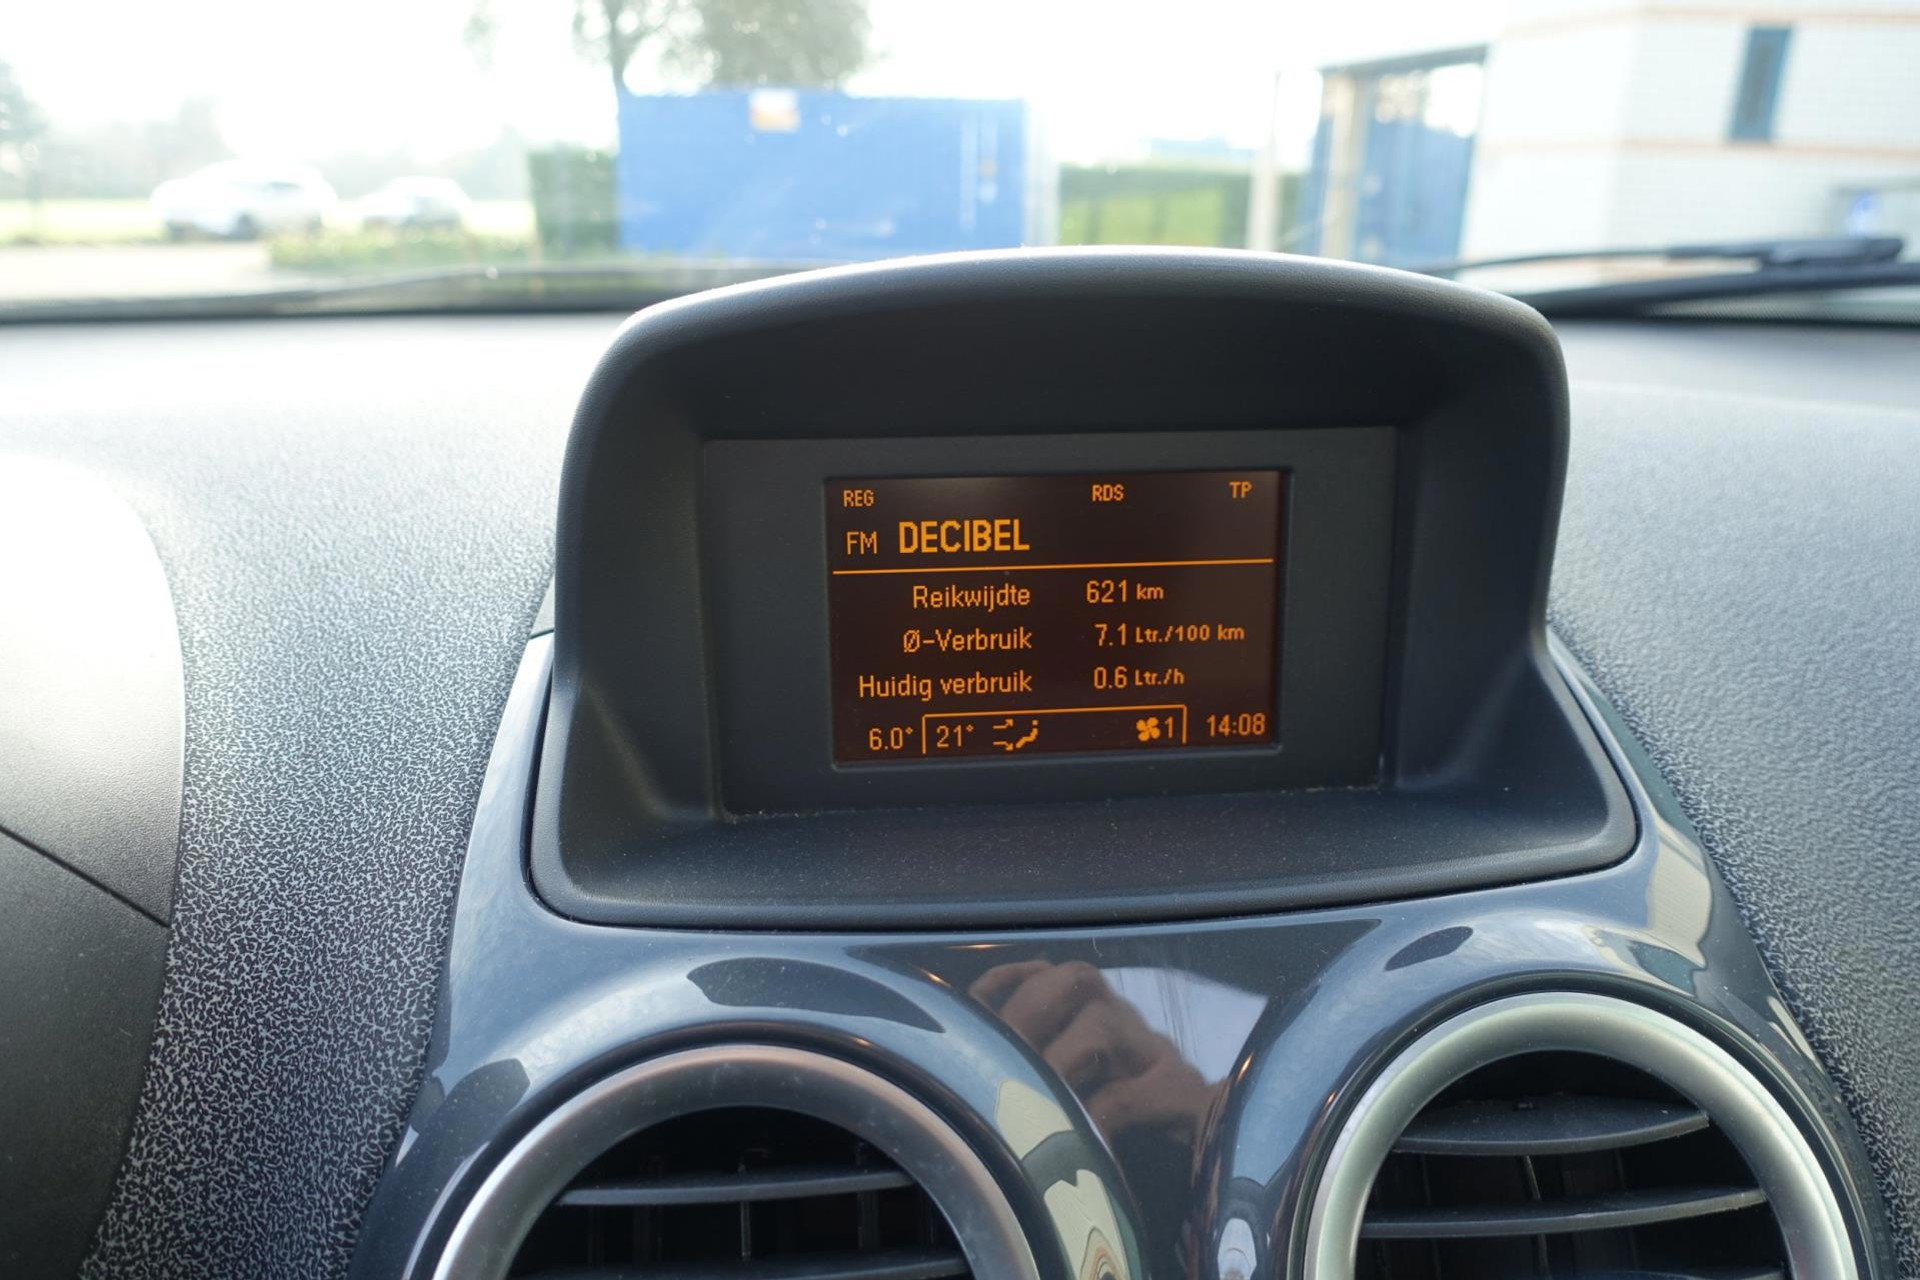 REG RDS TP
FM DECIBEL
Reikwijdte 621 km
Ø-Verbruik 7.1 Ltr./100 km
Huidig verbruik 0.6 Ltr./h
6.0° 21° 1 14:08